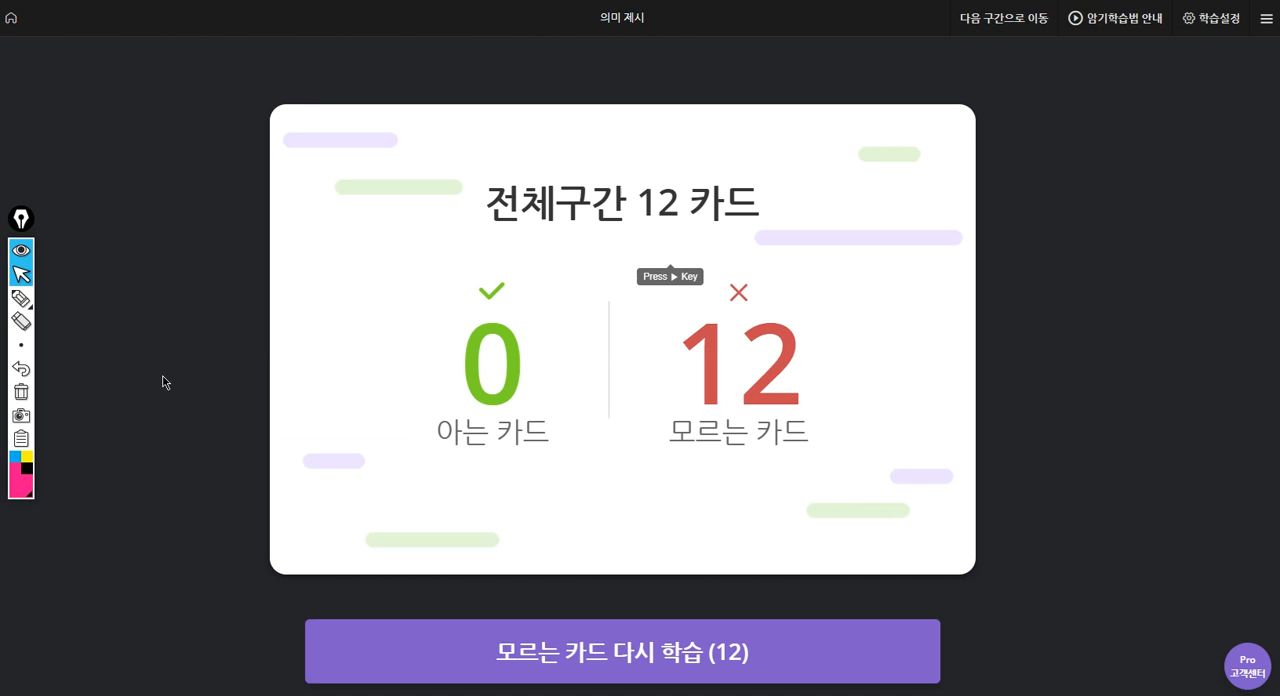 의미 제시
다음 구간으로 이동
암기학습법 안내
학습설정
전체구간 12 카드
Press ▶ Key
0
12
아는 카드
모르는 카드
모르는 카드 다시 학습 (12)
Pro
고객센터